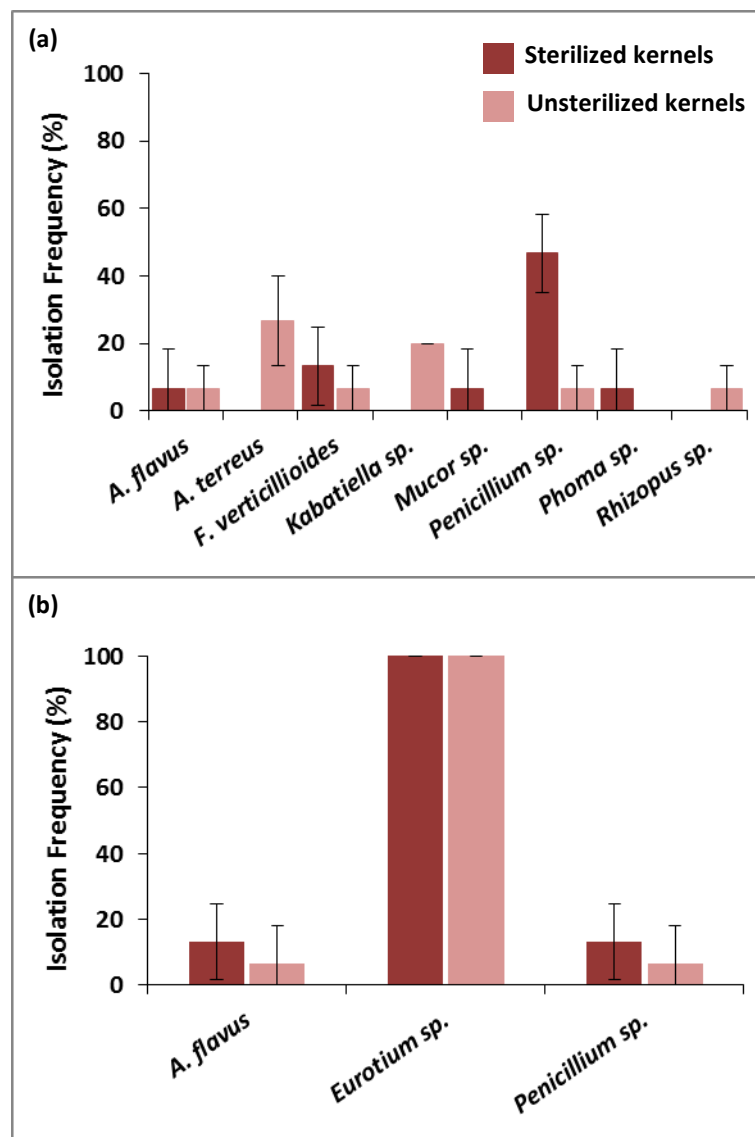 (a)
Sterilized kernels
Unsterilized kernels
Isolation Frequency (%)
100
80
60
40
20
0
A. flavus
A. terreus
F. verticillioides
Kabatiella sp.
Mucor sp.
Penicillium sp.
Phoma sp.
Rhizopus sp.
(b)
Isolation Frequency (%)
100
80
60
40
20
0
A. flavus
Eurotium sp.
Penicillium sp.